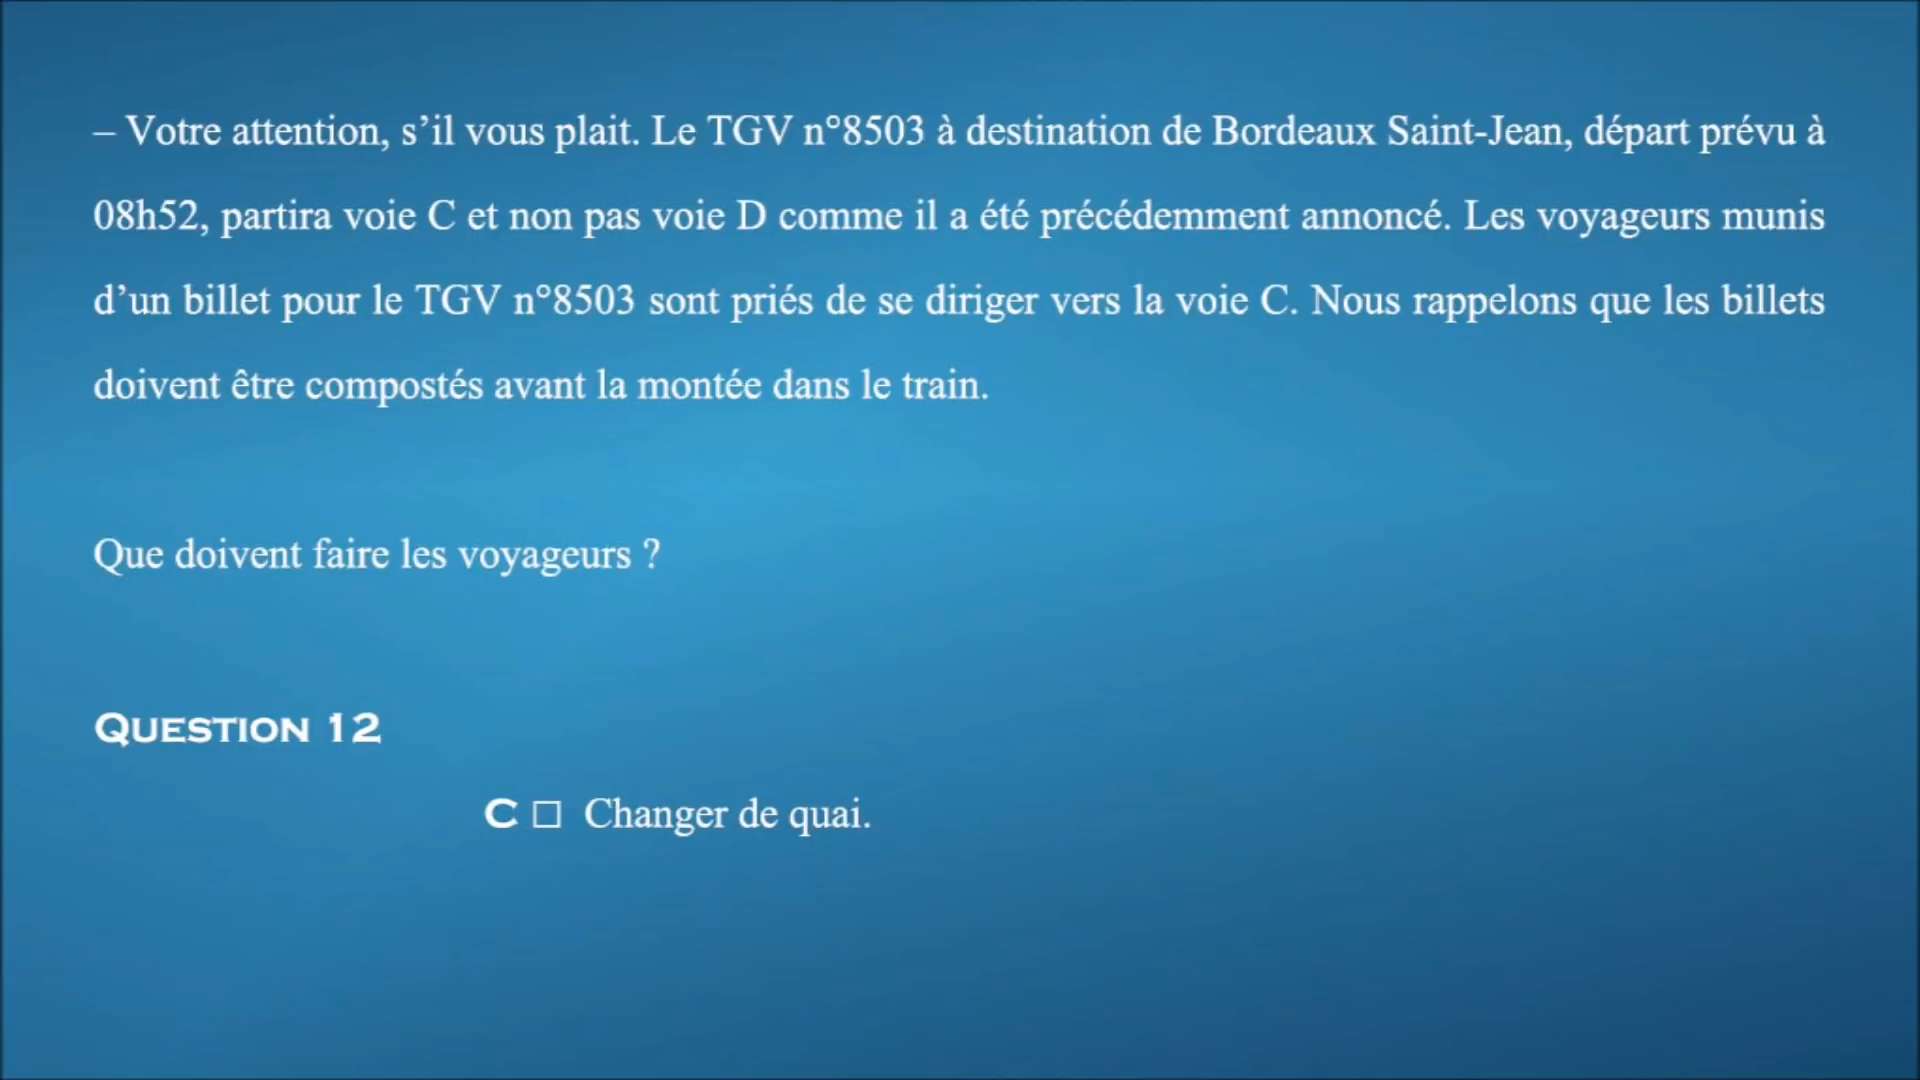 – Votre attention, s’il vous plait. Le TGV n°8503 à destination de Bordeaux Saint-Jean, départ prévu à
08h52, partira voie C et non pas voie D comme il a été précédemment annoncé. Les voyageurs munis
d’un billet pour le TGV n°8503 sont priés de se diriger vers la voie C. Nous rappelons que les billets
doivent être compostés avant la montée dans le train.
Que doivent faire les voyageurs ?
QUESTION 12
C □ Changer de quai.